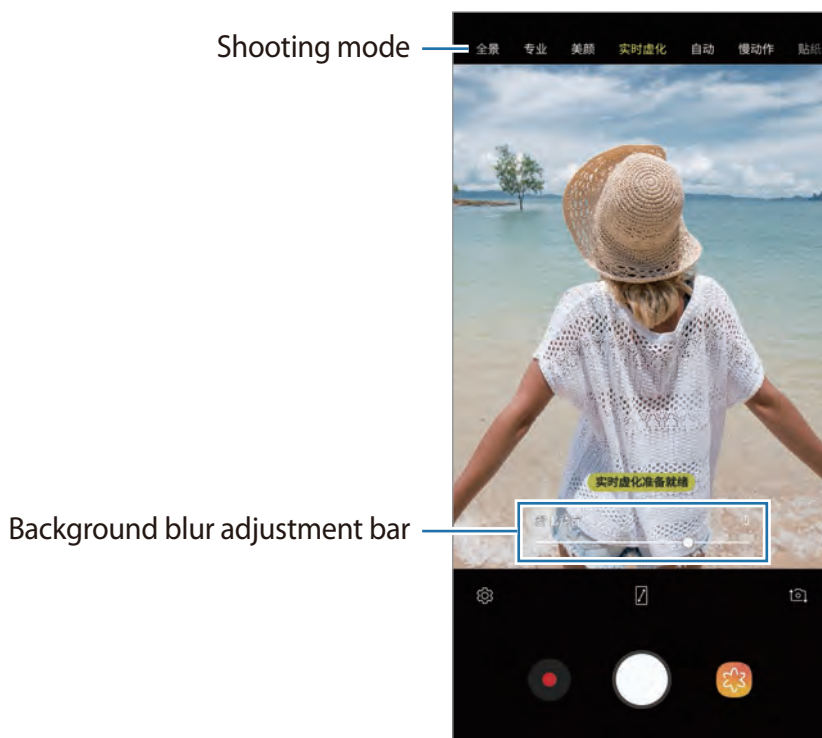 Shooting mode
全景 专业 美颜 实时虚化 自动 慢动作 贴纸
实时虚化准备就绪
Background blur adjustment bar